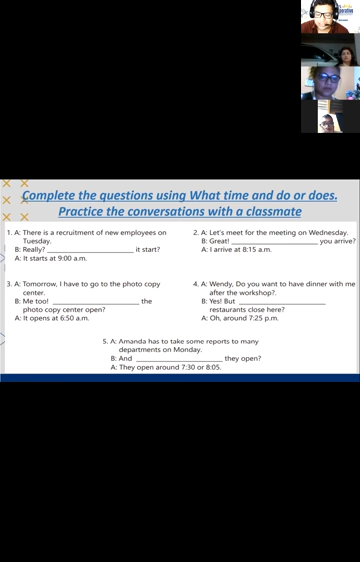 Complete the questions using What time and do or does.
Practice the conversations with a classmate
1. A: There is a recruitment of new employees on
Tuesday.
B: Really? ________________________ it start?
A: It starts at 9:00 a.m.
2. A: Let's meet for the meeting on Wednesday.
B: Great! ________________________ you arrive?
A: I arrive at 8:15 a.m.
3. A: Tomorrow, I have to go to the photo copy
center.
B: Me too! ________________________ the
photo copy center open?
A: It opens at 6:50 a.m.
4. A: Wendy, Do you want to have dinner with me
after the workshop?.
B: Yes! But ________________________
restaurants close here?
A: Oh, around 7:25 p.m.
5. A: Amanda has to take some reports to many
departments on Monday.
B: And ________________________ they open?
A: They open around 7:30 or 8:05.